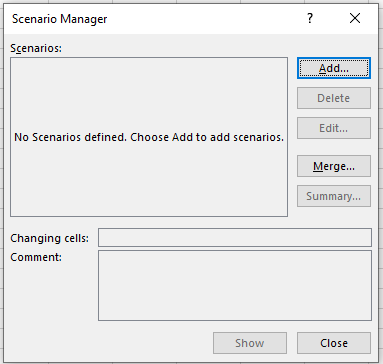 Scenario Manager
?
Scenarios:
No Scenarios defined. Choose Add to add scenarios.
Add...
Delete
Edit...
Merge...
Summary...
Changing cells:
Comment:
Show
Close